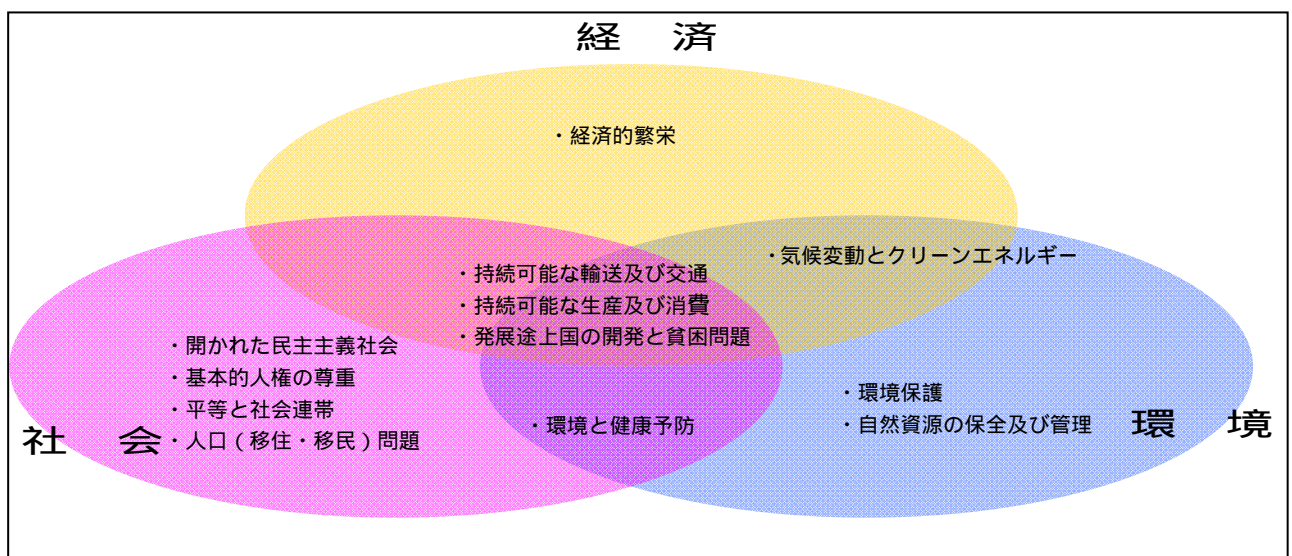 経 済
・経済的繁栄
・気候変動とクリーンエネルギー
・持続可能な輸送及び交通
・持続可能な生産及び消費
・発展途上国の開発と貧困問題
・開かれた民主主義社会
・基本的人権の尊重
・平等と社会連帯
・人口（移住・移民）問題
社 会
・環境と健康予防
・環境保護
・自然資源の保全及び管理
環 境